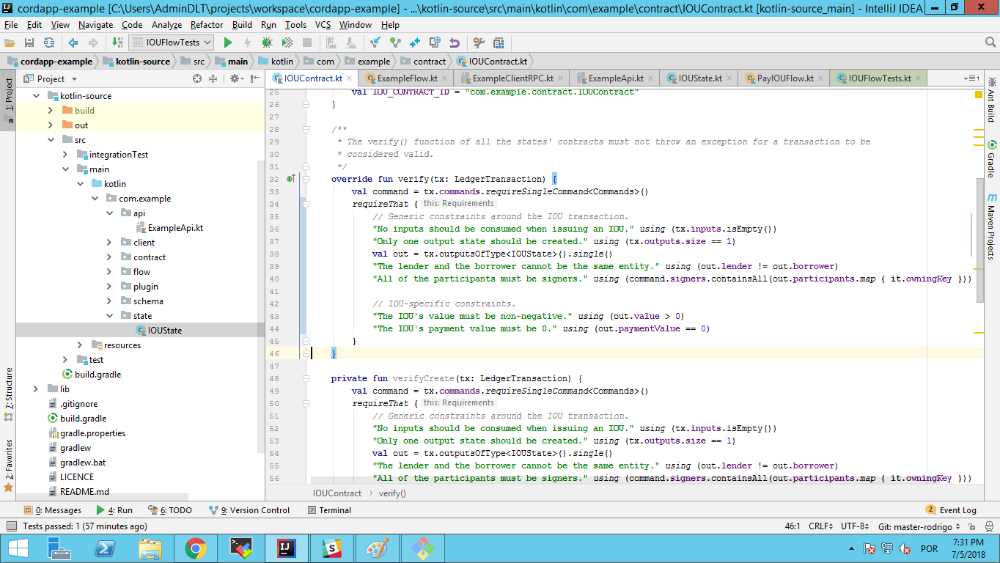 cordapp-example [C:\Users\AdminDLT\projects\workspace\cordapp-example] - ...\kotlin-source\src\main\kotlin\com\example\contract\IOUContract.kt [kotlin-source_main] - IntelliJ IDEA
File Edit View Navigate Code Analyze Refactor Build Run Tools VCS Window Help
IOUFlowTests
cordapp-example kotlin-source src main kotlin com example contract IOUContract.kt
Project
IOUContract.kt ExampleFlow.kt ExampleClientRPC.kt ExampleApi.kt IOUState.kt PayIOUFlow.kt IOUFlowTests.kt
1: Project
7: Structure
2: Favorites
kotlin-source
build
out
src
integrationTest
main
kotlin
com.example
api
ExampleApi.kt
client
contract
flow
plugin
schema
state
IOUState
resources
test
build.gradle
lib
.gitignore
build.gradle
gradle.properties
gradlew
gradlew.bat
LICENCE
README.md
25 val IOU_CONTRACT_ID = "com.example.contract.IOUContract"
26 }
27
28 /**
29 * The verify() function of all the states' contracts must not throw an exception for a transaction to be
30 * considered valid.
31 */
32 override fun verify(tx: LedgerTransaction) {
33 val command = tx.commands.requireSingleCommand<Commands>()
34 requireThat { this: Requirements
35 // Generic constraints around the IOU transaction.
36 "No inputs should be consumed when issuing an IOU." using (tx.inputs.isEmpty())
37 "Only one output state should be created." using (tx.outputs.size == 1)
38 val out = tx.outputsOfType<IOUState>().single()
39 "The lender and the borrower cannot be the same entity." using (out.lender != out.borrower)
40 "All of the participants must be signers." using (command.signers.containsAll(out.participants.map { it.owningKey }))
41
42 // IOU-specific constraints.
43 "The IOU's value must be non-negative." using (out.value > 0)
44 "The IOU's payment value must be 0." using (out.paymentValue == 0)
45 }
46 }
47
48 private fun verifyCreate(tx: LedgerTransaction) {
49 val command = tx.commands.requireSingleCommand<Commands>()
50 requireThat { this: Requirements
51 // Generic constraints around the IOU transaction.
52 "No inputs should be consumed when issuing an IOU." using (tx.inputs.isEmpty())
53 "Only one output state should be created." using (tx.outputs.size == 1)
54 val out = tx.outputsOfType<IOUState>().single()
55 "The lender and the borrower cannot be the same entity." using (out.lender != out.borrower)
56 "All of the participants must be signers." using (command.signers.containsAll(out.participants.map { it.owningKey }))
IOUContract verify()
Ant Build
Gradle
Maven Projects
0: Messages 4: Run 6: TODO 9: Version Control Terminal 2 Event Log
Tests passed: 1 (57 minutes ago) 46:1 CRLF UTF-8 Git: master-rodrigo
POR
7:31 PM
7/5/2018